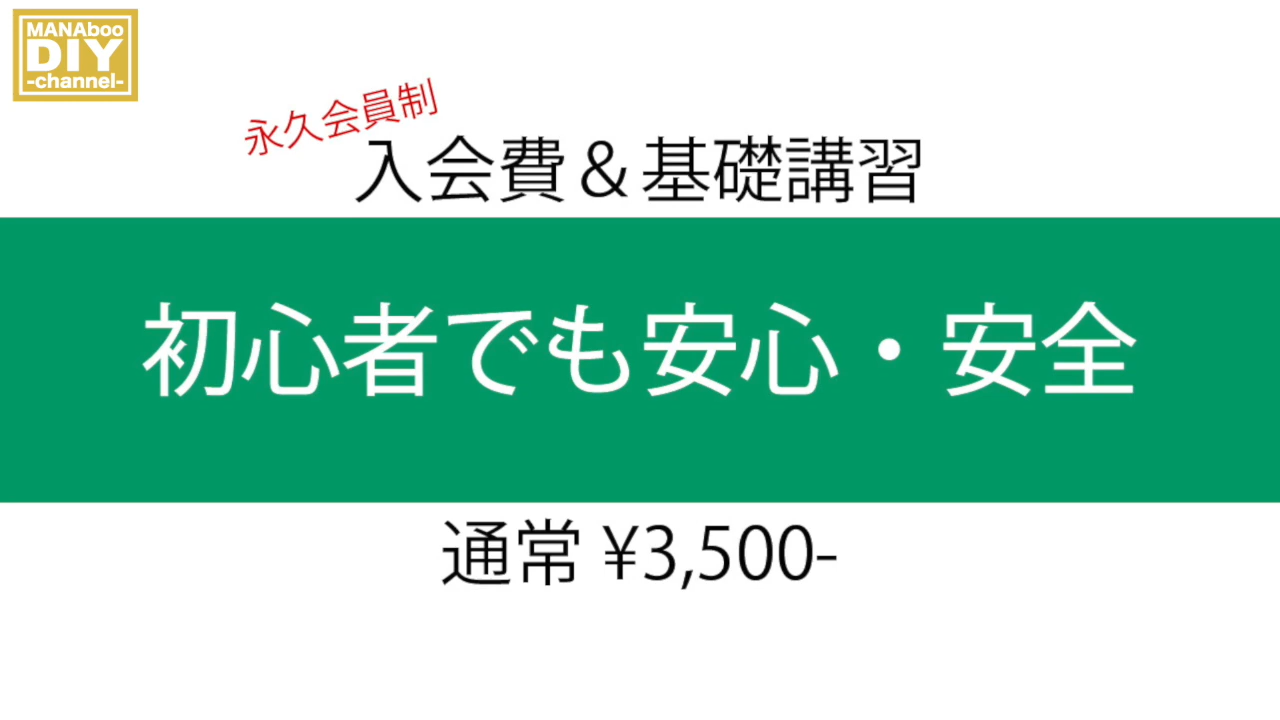 MANAboo
DIY
-channel-
永久会員制
入会費＆基礎講習
初心者でも安心・安全
通常 ¥3,500-